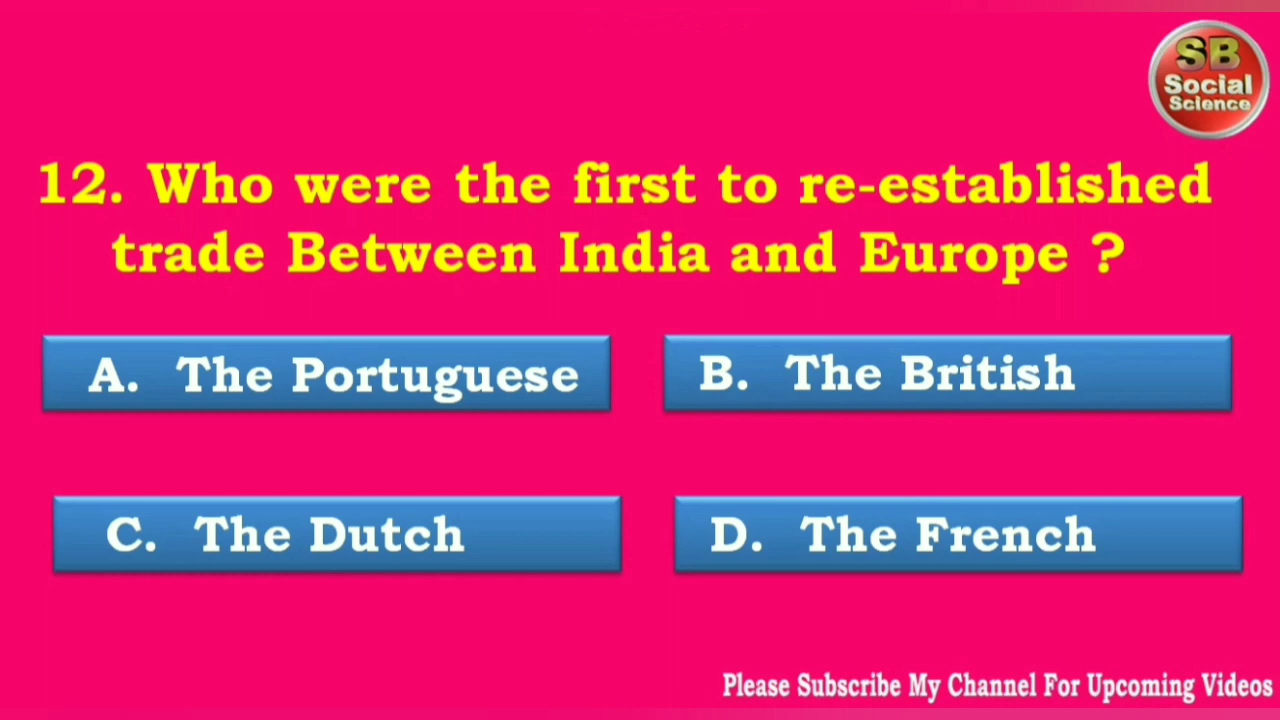 SB
Social
Science
12. Who were the first to re-established
trade Between India and Europe ?
A. The Portuguese
B. The British
C. The Dutch
D. The French
Please Subscribe My Channel For Upcoming Videos